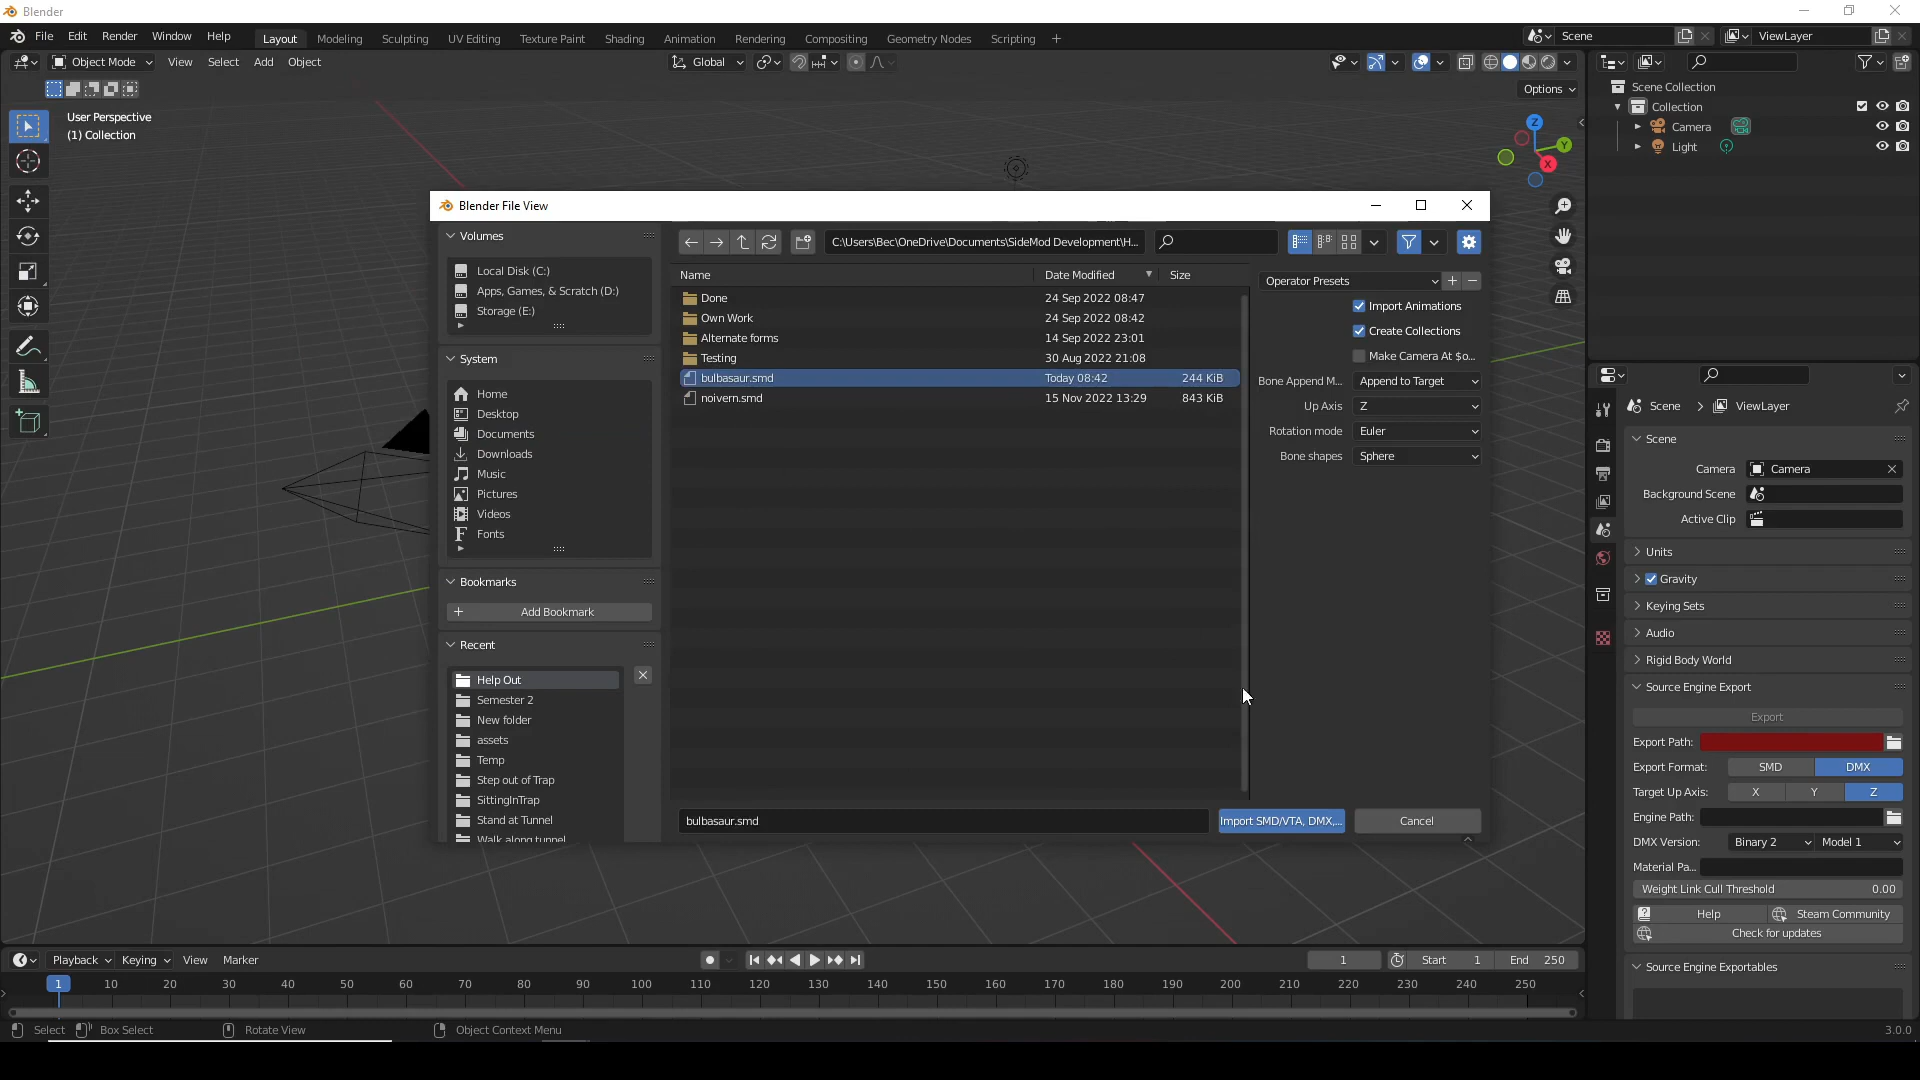 Blender
File Edit Render Window Help Layout Modeling Sculpting UV Editing Texture Paint Shading Animation Rendering Compositing Geometry Nodes Scripting + Scene ViewLayer
Object Mode View Select Add Object Global
Options
User Perspective
(1) Collection
Z
Y
X
Scene Collection
Collection
Camera
Light
Blender File View
Volumes
Local Disk (C:)
Apps, Games, & Scratch (D:)
Storage (E:)
System
Home
Desktop
Documents
Downloads
Music
Pictures
Videos
Fonts
Bookmarks
+ Add Bookmark
Recent
Help Out
Semester 2
New folder
assets
Temp
Step out of Trap
SittingInTrap
Stand at Tunnel
Walk along tunnel
C:\Users\Bec\OneDrive\Documents\SideMod Development\H...
Name Date Modified Size
Done 24 Sep 2022 08:47
Own Work 24 Sep 2022 08:42
Alternate forms 14 Sep 2022 23:01
Testing 30 Aug 2022 21:08
bulbasaur.smd Today 08:42 244 KiB
noivern.smd 15 Nov 2022 13:29 843 KiB
Operator Presets
Import Animations
Create Collections
Make Camera At $o...
Bone Append M... Append to Target
Up Axis Z
Rotation mode Euler
Bone shapes Sphere
bulbasaur.smd Import SMD/VTA, DMX,... Cancel
Scene > ViewLayer
Scene
Camera Camera
Background Scene
Active Clip
Units
Gravity
Keying Sets
Audio
Rigid Body World
Source Engine Export
Export
Export Path:
Export Format: SMD DMX
Target Up Axis: X Y Z
Engine Path:
DMX Version: Binary 2 Model 1
Material Pa...
Weight Link Cull Threshold 0.00
Help Steam Community
Check for updates
Source Engine Exportables
Playback Keying View Marker 1 Start 1 End 250
1 10 20 30 40 50 60 70 80 90 100 110 120 130 140 150 160 170 180 190 200 210 220 230 240 250
Select Box Select Rotate View Object Context Menu 3.0.0